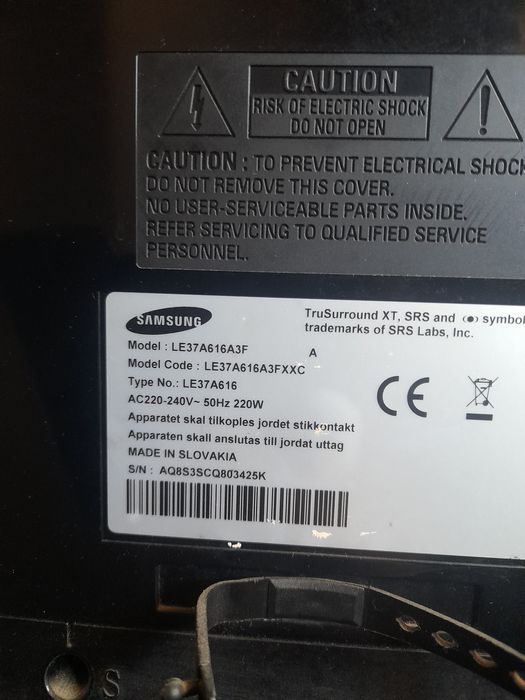 CAUTION
RISK OF ELECTRIC SHOCK
DO NOT OPEN
CAUTION : TO PREVENT ELECTRICAL SHOCK
DO NOT REMOVE THIS COVER.
NO USER-SERVICEABLE PARTS INSIDE.
REFER SERVICING TO QUALIFIED SERVICE
PERSONNEL.
SAMSUNG
TruSurround XT, SRS and (●) symbol
trademarks of SRS Labs, Inc.
Model : LE37A616A3F A
Model Code : LE37A616A3FXXC
Type No.: LE37A616
AC220-240V~ 50Hz 220W
Apparatet skal tilkoples jordet stikkontakt
Apparaten skall anslutas till jordat uttag
MADE IN SLOVAKIA
S/N : AQ8S3SCQ803425K
CE
S